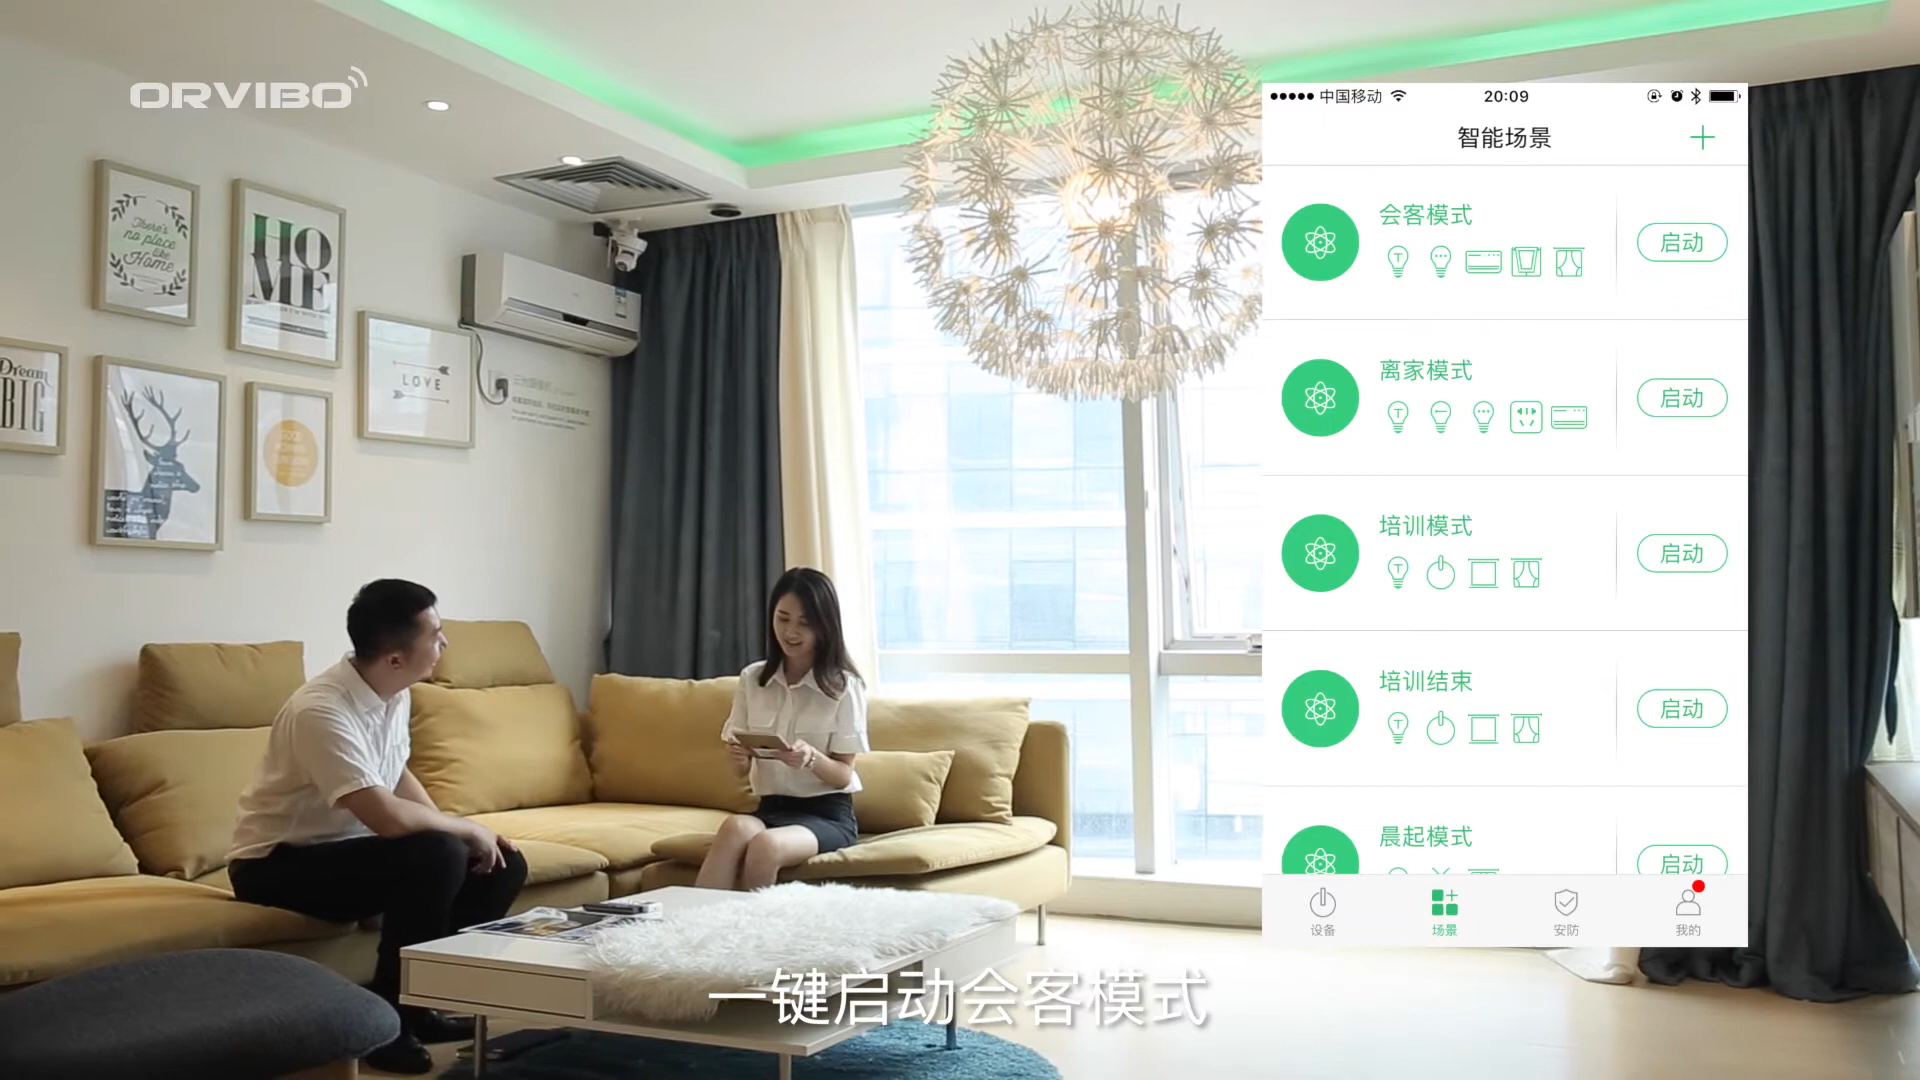 ORVIBO
There's
no place
like
Home
HO
ME
Dream
BIG
LOVE
中国移动
20:09
智能场景
会客模式
启动
离家模式
启动
培训模式
启动
培训结束
启动
晨起模式
启动
设备
场景
安防
我的
一键启动会客模式